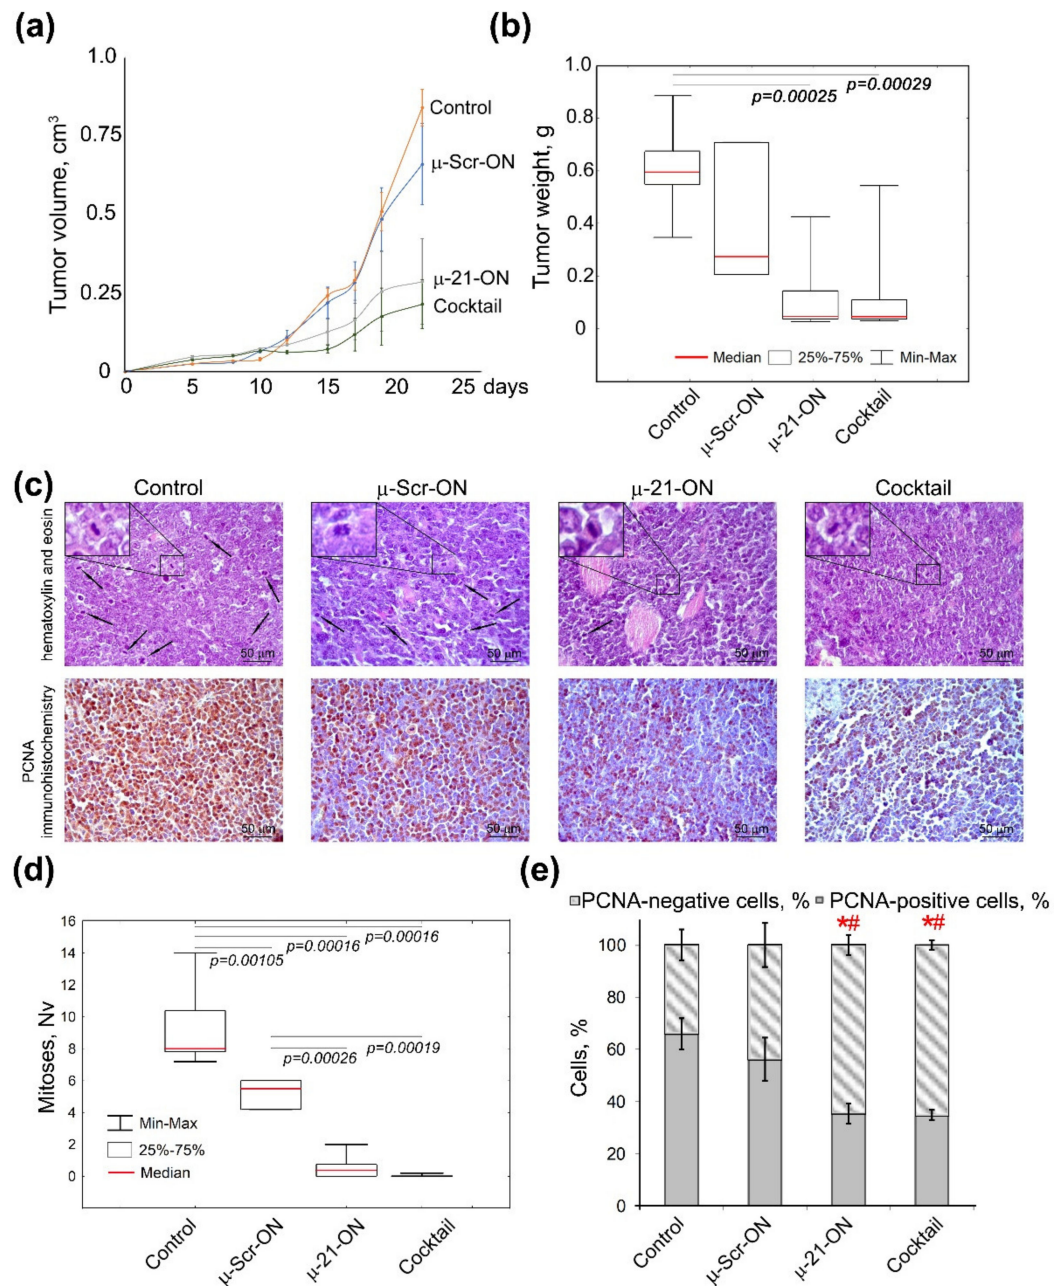 (a)
1.0
0.75
0.5
0.25
0
Tumor volume, cm³
Control
μ-Scr-ON
μ-21-ON
Cocktail
0 5 10 15 20 25 days
(b)
1.0
0.8
0.6
0.4
0.2
0
Tumor weight, g
p=0.00029
p=0.00025
Median 25%-75% Min-Max
Control
μ-Scr-ON
μ-21-ON
Cocktail
(c)
Control μ-Scr-ON μ-21-ON Cocktail
hematoxylin and eosin
50 μm 50 μm 50 μm 50 μm
PCNA
immunohistochemistry
50 μm 50 μm 50 μm 50 μm
(d)
16
14
12
10
8
6
4
2
0
Mitoses, Nv
p=0.00016
p=0.00016
p=0.00105
p=0.00019
p=0.00026
Min-Max
25%-75%
Median
Control
μ-Scr-ON
μ-21-ON
Cocktail
(e)
PCNA-negative cells, % PCNA-positive cells, %
*# *#
100
80
60
40
20
0
Cells, %
Control
μ-Scr-ON
μ-21-ON
Cocktail